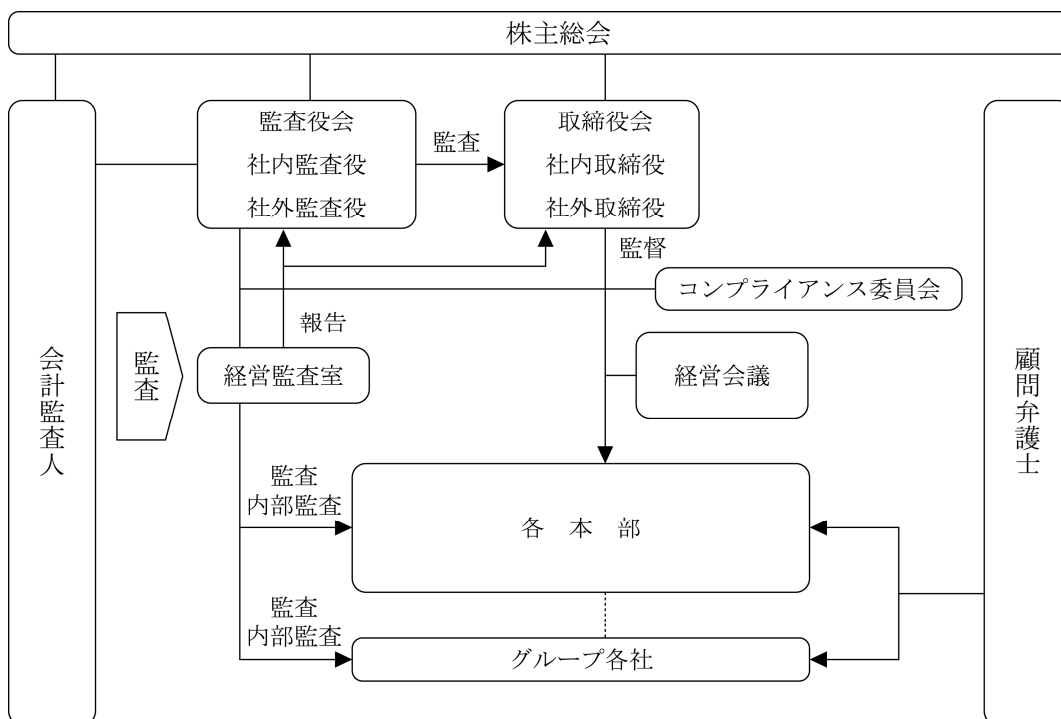 株主総会
監査役会
社内監査役
社外監査役
監査
取締役会
社内取締役
社外取締役
監督
コンプライアンス委員会
報告
会計監査人
監査
経営監査室
経営会議
顧問弁護士
監査
内部監査
各 本 部
監査
内部監査
グループ各社